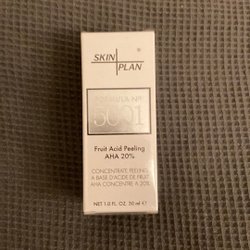 SKIN
PLAN
5001
Fruit Acid Peeling
AHA 20%
CONCENTRATE PEELING
A BASE D'ACIDE DE FRUIT
AHA CONCENTRE A 20%
NET 1.0 FL. OZ. 30 ml e